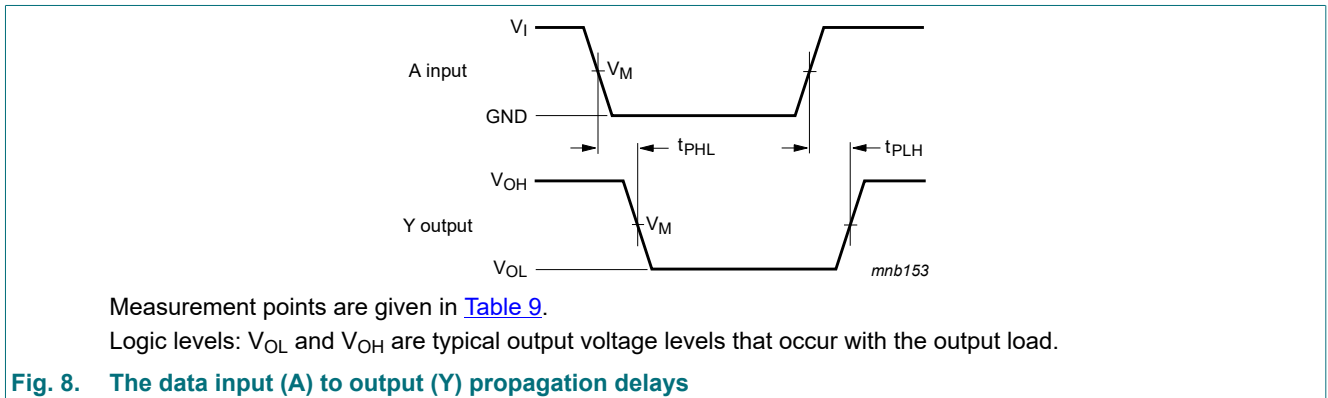 VI
A input
VM
GND
tPHL
tPLH
VOH
Y output
VM
VOL
mnb153
Measurement points are given in Table 9.
Logic levels: VOL and VOH are typical output voltage levels that occur with the output load.
Fig. 8. The data input (A) to output (Y) propagation delays